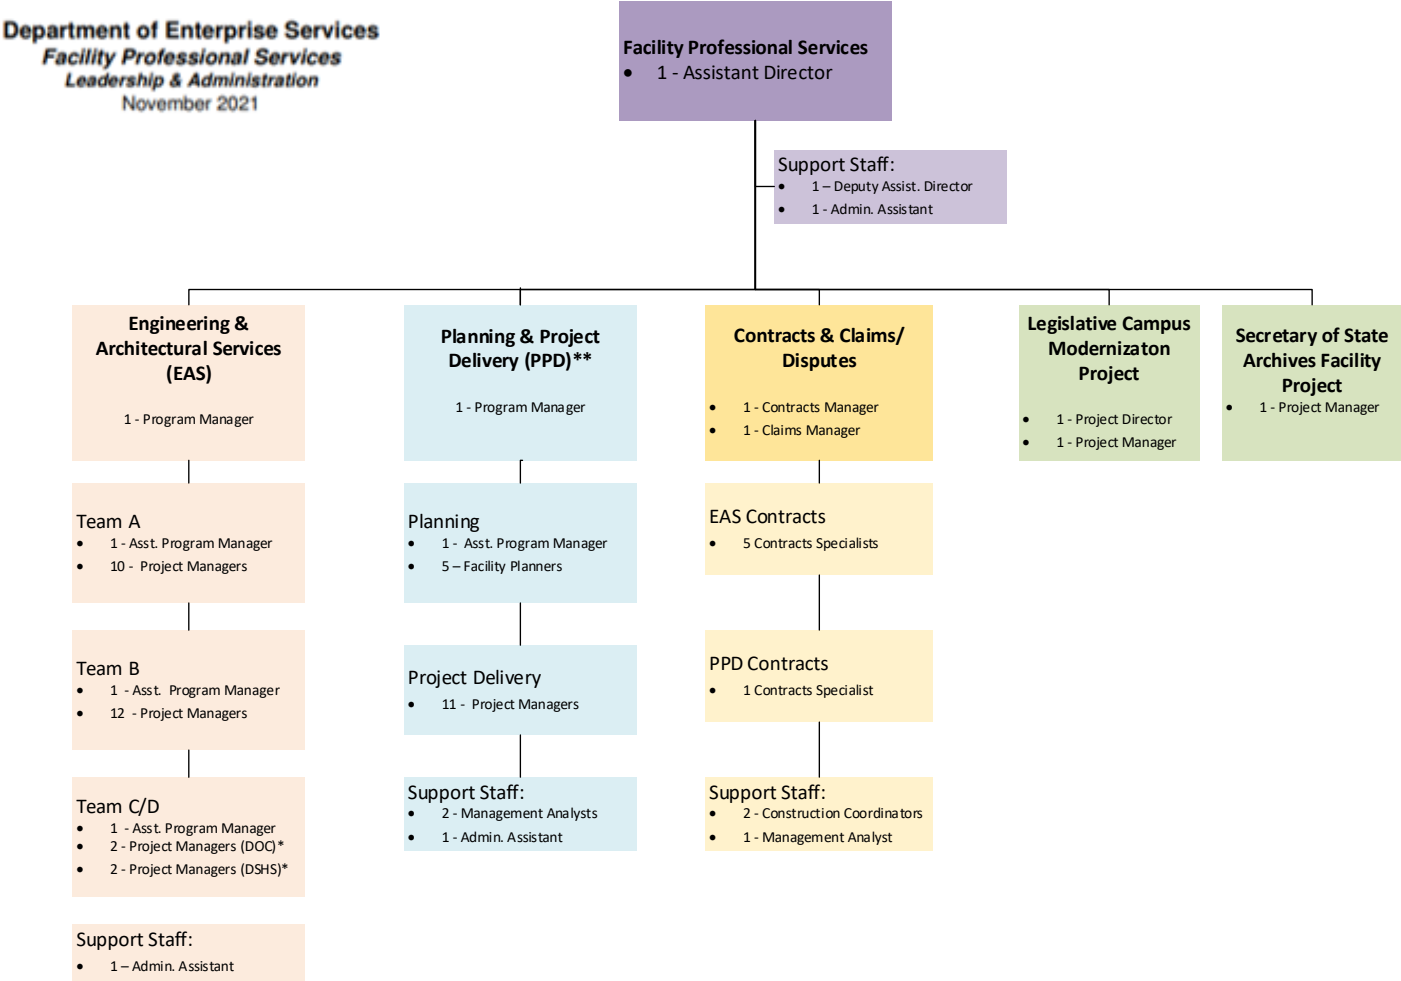 Department of Enterprise Services
Facility Professional Services
Leadership & Administration
November 2021
Facility Professional Services
• 1 - Assistant Director
Support Staff:
• 1 – Deputy Assist. Director
• 1 - Admin. Assistant
Engineering &
Architectural Services
(EAS)
1 - Program Manager
Team A
• 1 - Asst. Program Manager
• 10 - Project Managers
Team B
• 1 - Asst. Program Manager
• 12 - Project Managers
Team C/D
• 1 - Asst. Program Manager
• 2 - Project Managers (DOC)*
• 2 - Project Managers (DSHS)*
Support Staff:
• 1 – Admin. Assistant
Planning & Project
Delivery (PPD)**
1 - Program Manager
Planning
• 1 - Asst. Program Manager
• 5 – Facility Planners
Project Delivery
• 11 - Project Managers
Support Staff:
• 2 - Management Analysts
• 1 - Admin. Assistant
Contracts & Claims/
Disputes
• 1 - Contracts Manager
• 1 - Claims Manager
EAS Contracts
• 5 Contracts Specialists
PPD Contracts
• 1 Contracts Specialist
Support Staff:
• 2 - Construction Coordinators
• 1 - Management Analyst
Legislative Campus
Modernizaton
Project
• 1 - Project Director
• 1 - Project Manager
Secretary of State
Archives Facility
Project
• 1 - Project Manager